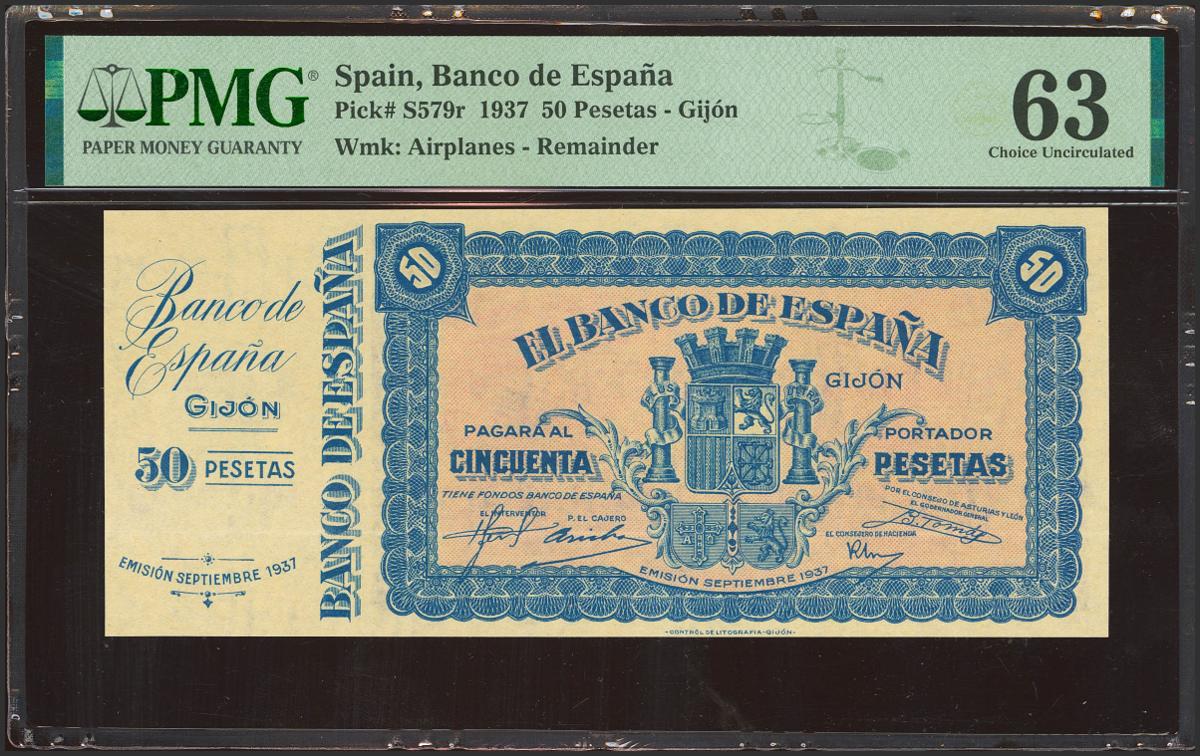 PMG®
PAPER MONEY GUARANTY
Spain, Banco de España
Pick# S579r 1937 50 Pesetas - Gijón
Wmk: Airplanes - Remainder
63
Choice Uncirculated
Banco de
España
GIJÓN
50 PESETAS
EMISIÓN SEPTIEMBRE 1937
BANCO DE ESPAÑA
50
50
EL BANCO DE ESPAÑA
GIJÓN
PLUS
ULTRA
PAGARÁ AL
PORTADOR
CINCUENTA
PESETAS
TIENE FONDOS BANCO DE ESPAÑA
POR EL CONSEJO DE ASTURIAS Y LEÓN
EL GOBERNADOR GENERAL
EL INTERVENTOR
P. EL CAJERO
EL CONSEJERO DE HACIENDA
EMISIÓN SEPTIEMBRE 1937
-CONTROL DE LITOGRAFIA-GIJÓN-